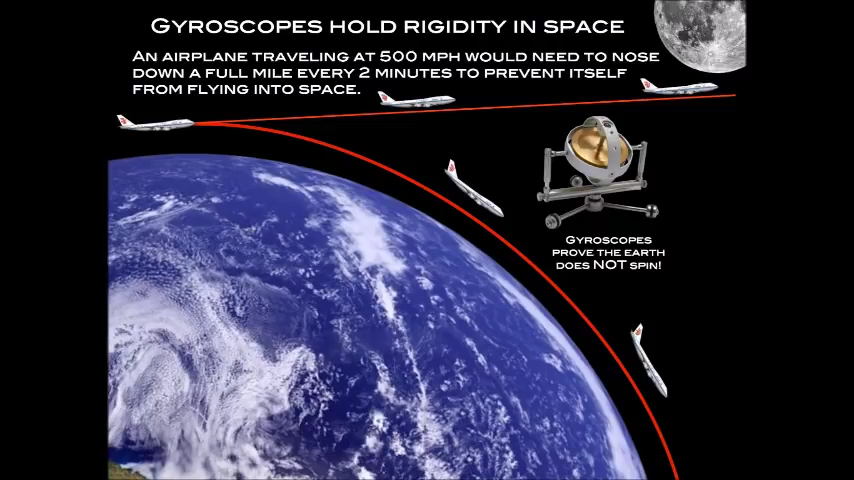 Gyroscopes hold rigidity in space
An airplane traveling at 500 mph would need to nose
down a full mile every 2 minutes to prevent itself
from flying into space.
Gyroscopes
prove the earth
does NOT spin!